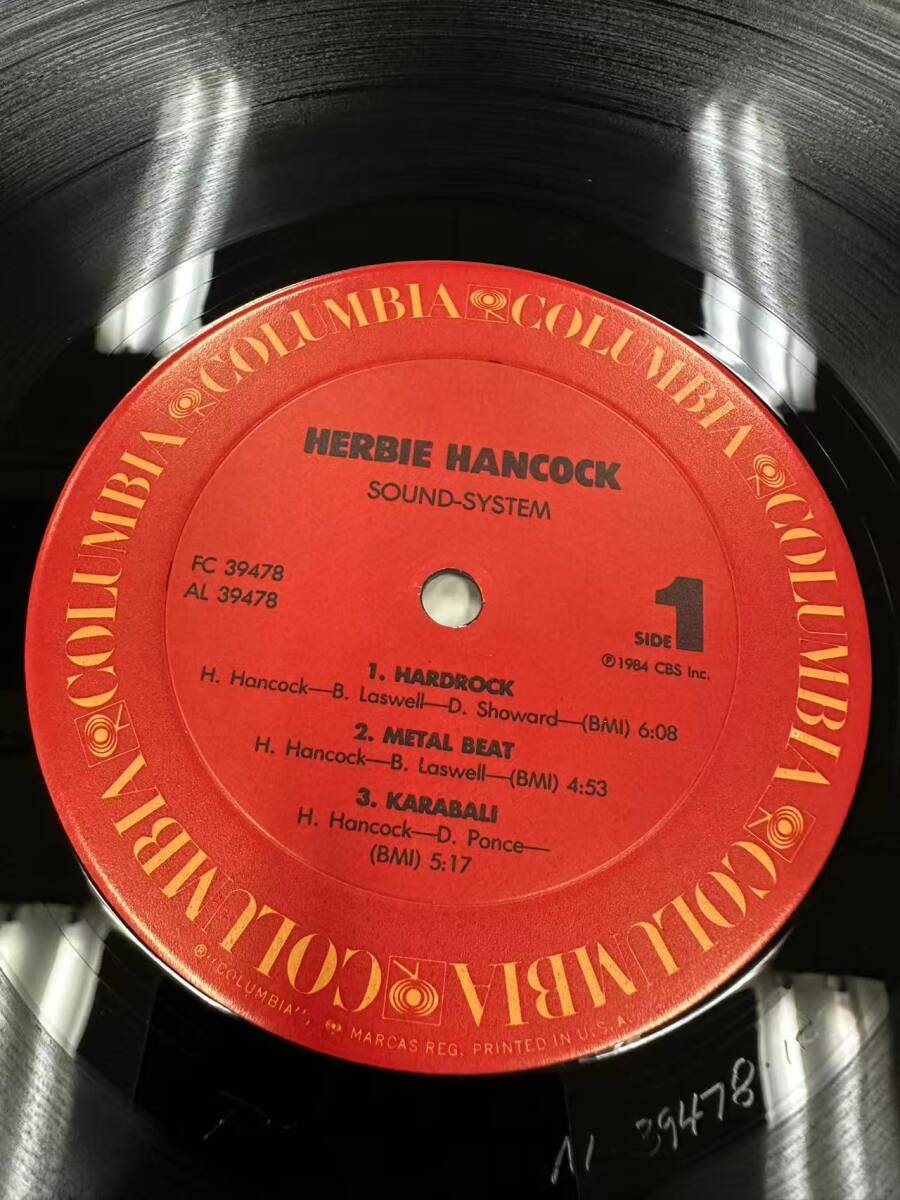 COLUMBIA COLUMBIA COLUMBIA COLUMBIA COLUMBIA COLUMBIA
HERBIE HANCOCK
SOUND-SYSTEM
FC 39478
AL 39478
SIDE 1
℗ 1984 CBS Inc.
1. HARDROCK
H. Hancock—B. Laswell—D. Showard—(BMI) 6:08
2. METAL BEAT
H. Hancock—B. Laswell—(BMI) 4:53
3. KARABALI
H. Hancock—D. Ponce—
(BMI) 5:17
® "COLUMBIA", MARCAS REG. PRINTED IN U.S.A.
39478